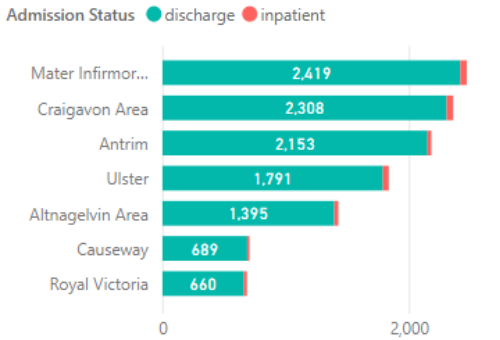 Admission Status discharge inpatient
Mater Infirmor... 2,419
Craigavon Area 2,308
Antrim 2,153
Ulster 1,791
Altnagelvin Area 1,395
Causeway 689
Royal Victoria 660
0 2,000